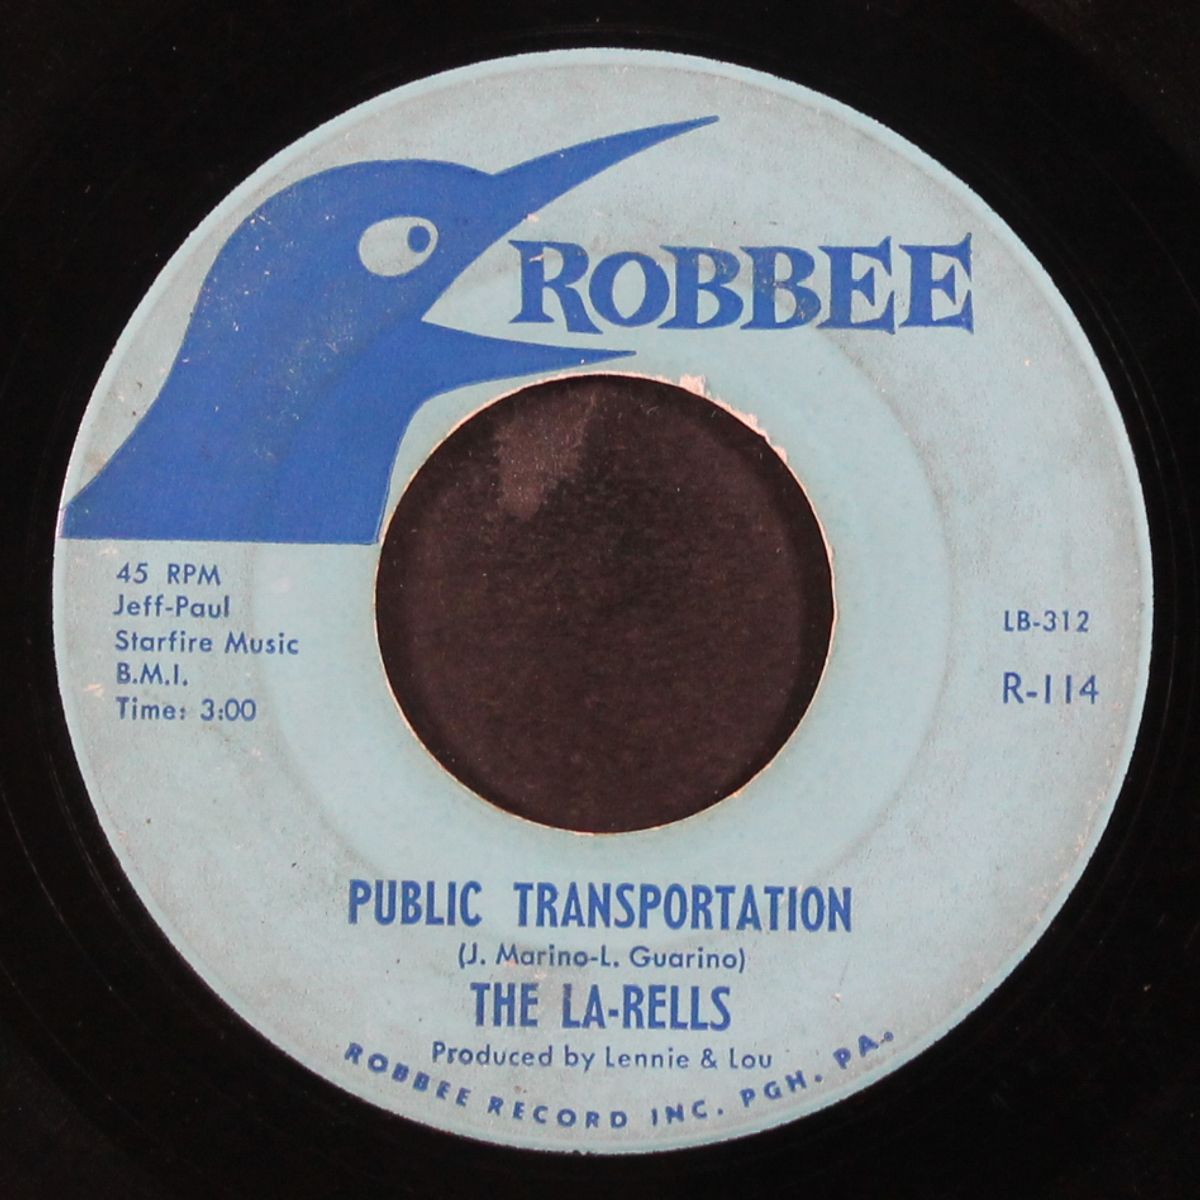 ROBBEE
45 RPM
Jeff-Paul
Starfire Music
B.M.I.
Time: 3:00
LB-312
R-114
PUBLIC TRANSPORTATION
(J. Marino-L. Guarino)
THE LA-RELLS
Produced by Lennie & Lou
ROBBEE RECORD INC. PGH. PA.